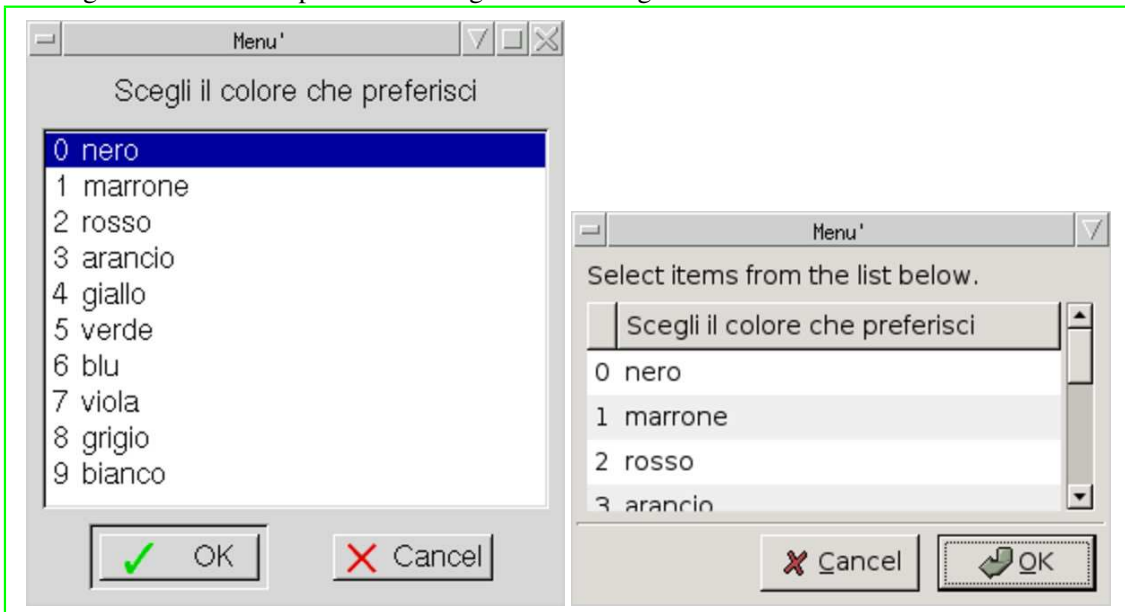 Menu'
Scegli il colore che preferisci
0 nero
1 marrone
2 rosso
3 arancio
4 giallo
5 verde
6 blu
7 viola
8 grigio
9 bianco
OK
Cancel
Menu'
Select items from the list below.
Scegli il colore che preferisci
0 nero
1 marrone
2 rosso
3 arancio
Cancel
OK